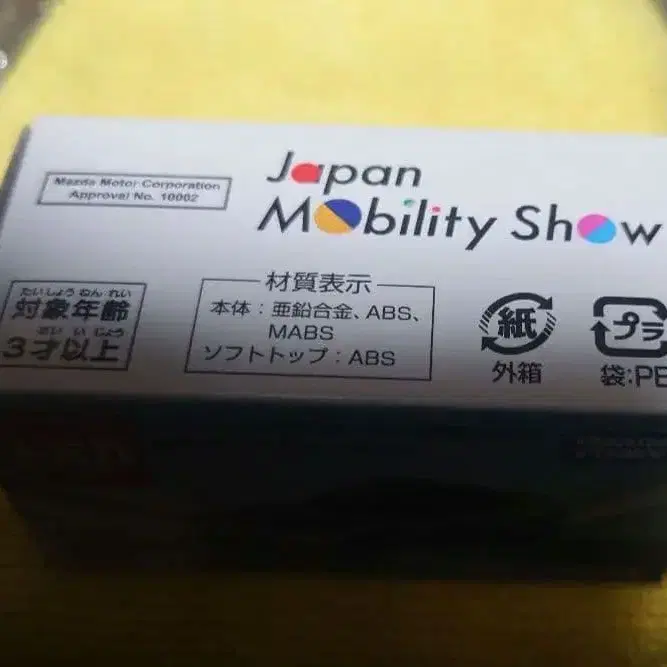 Mazda Motor Corporation
Approval No. 10002
Japan
Mobility Show
たいしょう ねん れい
対象年齢
さい い じょう
3才以上
材質表示
本体：亜鉛合金、ABS、
MABS
ソフトトップ：ABS
紙
外箱
プラ
袋:PE